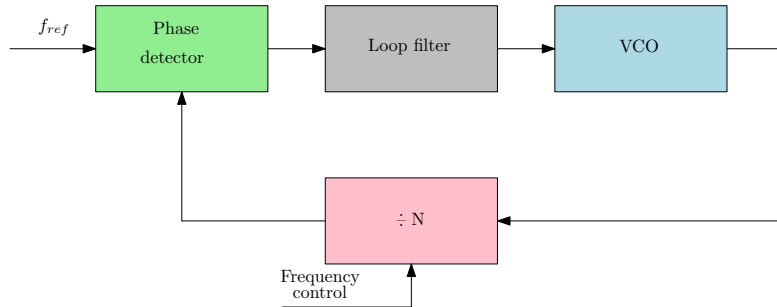 f_ref
Phase
detector
Loop filter
VCO
÷ N
Frequency
control